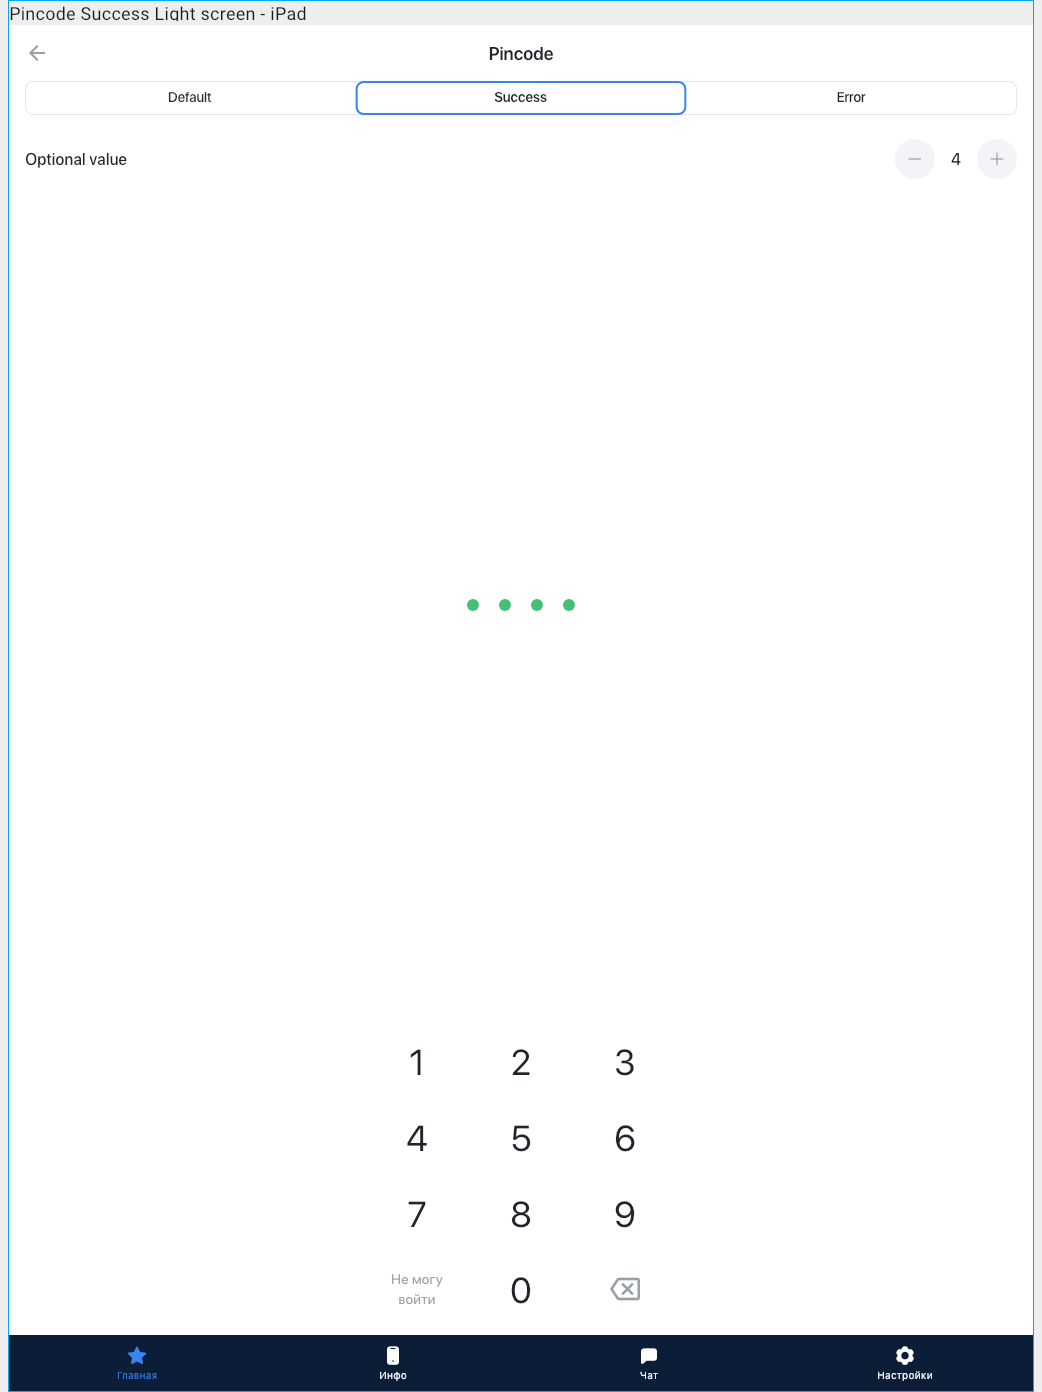 Pincode Success Light screen - iPad
Pincode
Default Success Error
Optional value 4
1 2 3
4 5 6
7 8 9
Не могу
войти
0
Главная Инфо Чат Настройки